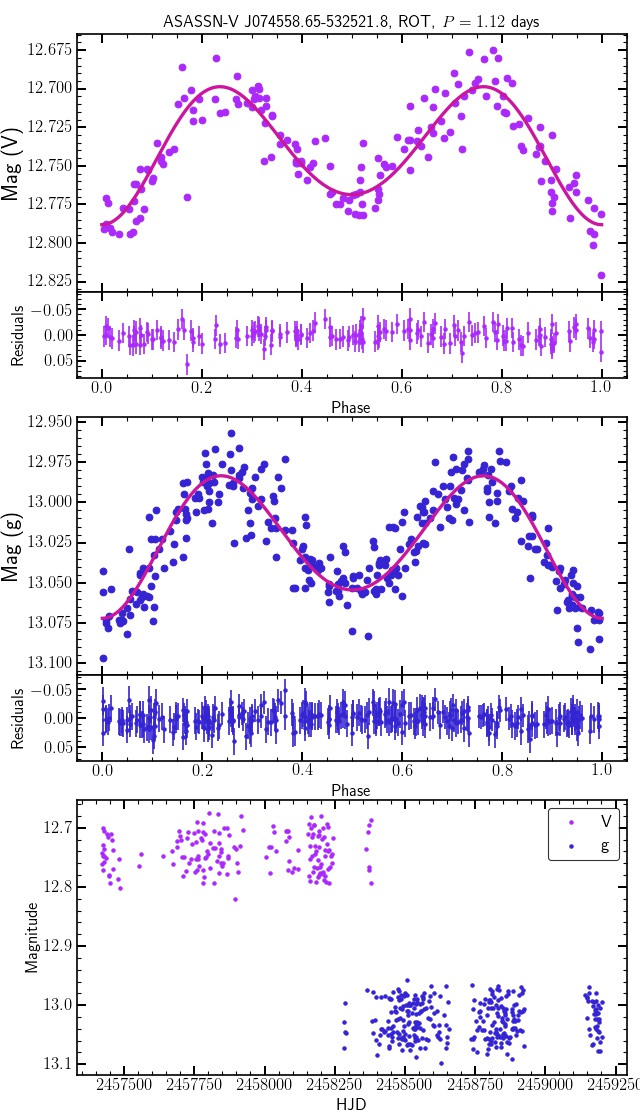 ASASSN-V J074558.65-532521.8, ROT, P = 1.12 days
12.675
12.700
12.725
12.750
12.775
12.800
12.825
Mag (V)
−0.05
0.00
0.05
Residuals
0.0 0.2 0.4 0.6 0.8 1.0
Phase
12.950
12.975
13.000
13.025
13.050
13.075
13.100
Mag (g)
−0.05
0.00
0.05
Residuals
0.0 0.2 0.4 0.6 0.8 1.0
Phase
V
g
12.7
12.8
12.9
13.0
13.1
Magnitude
2457500 2457750 2458000 2458250 2458500 2458750 2459000 245925
HJD